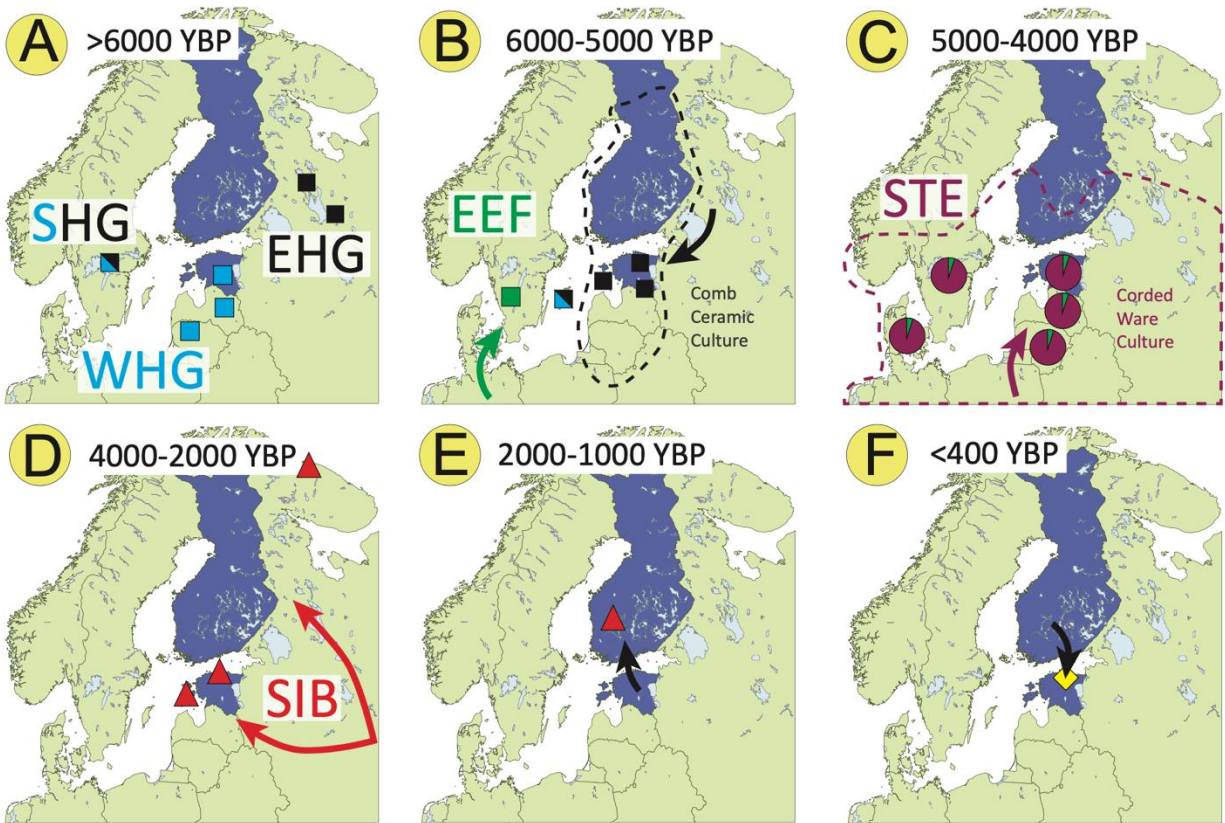 A >6000 YBP
SHG
EHG
WHG
B 6000-5000 YBP
EEF
Comb
Ceramic
Culture
C 5000-4000 YBP
STE
Corded
Ware
Culture
D 4000-2000 YBP
SIB
E 2000-1000 YBP
F <400 YBP